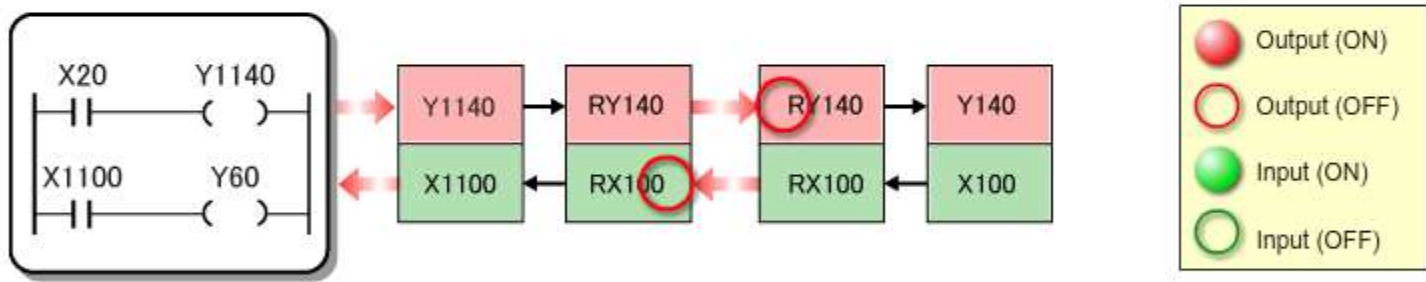 X20 Y1140
X1100 Y60
Y1140 RY140 RY140 Y140
X1100 RX100 RX100 X100
Output (ON)
Output (OFF)
Input (ON)
Input (OFF)